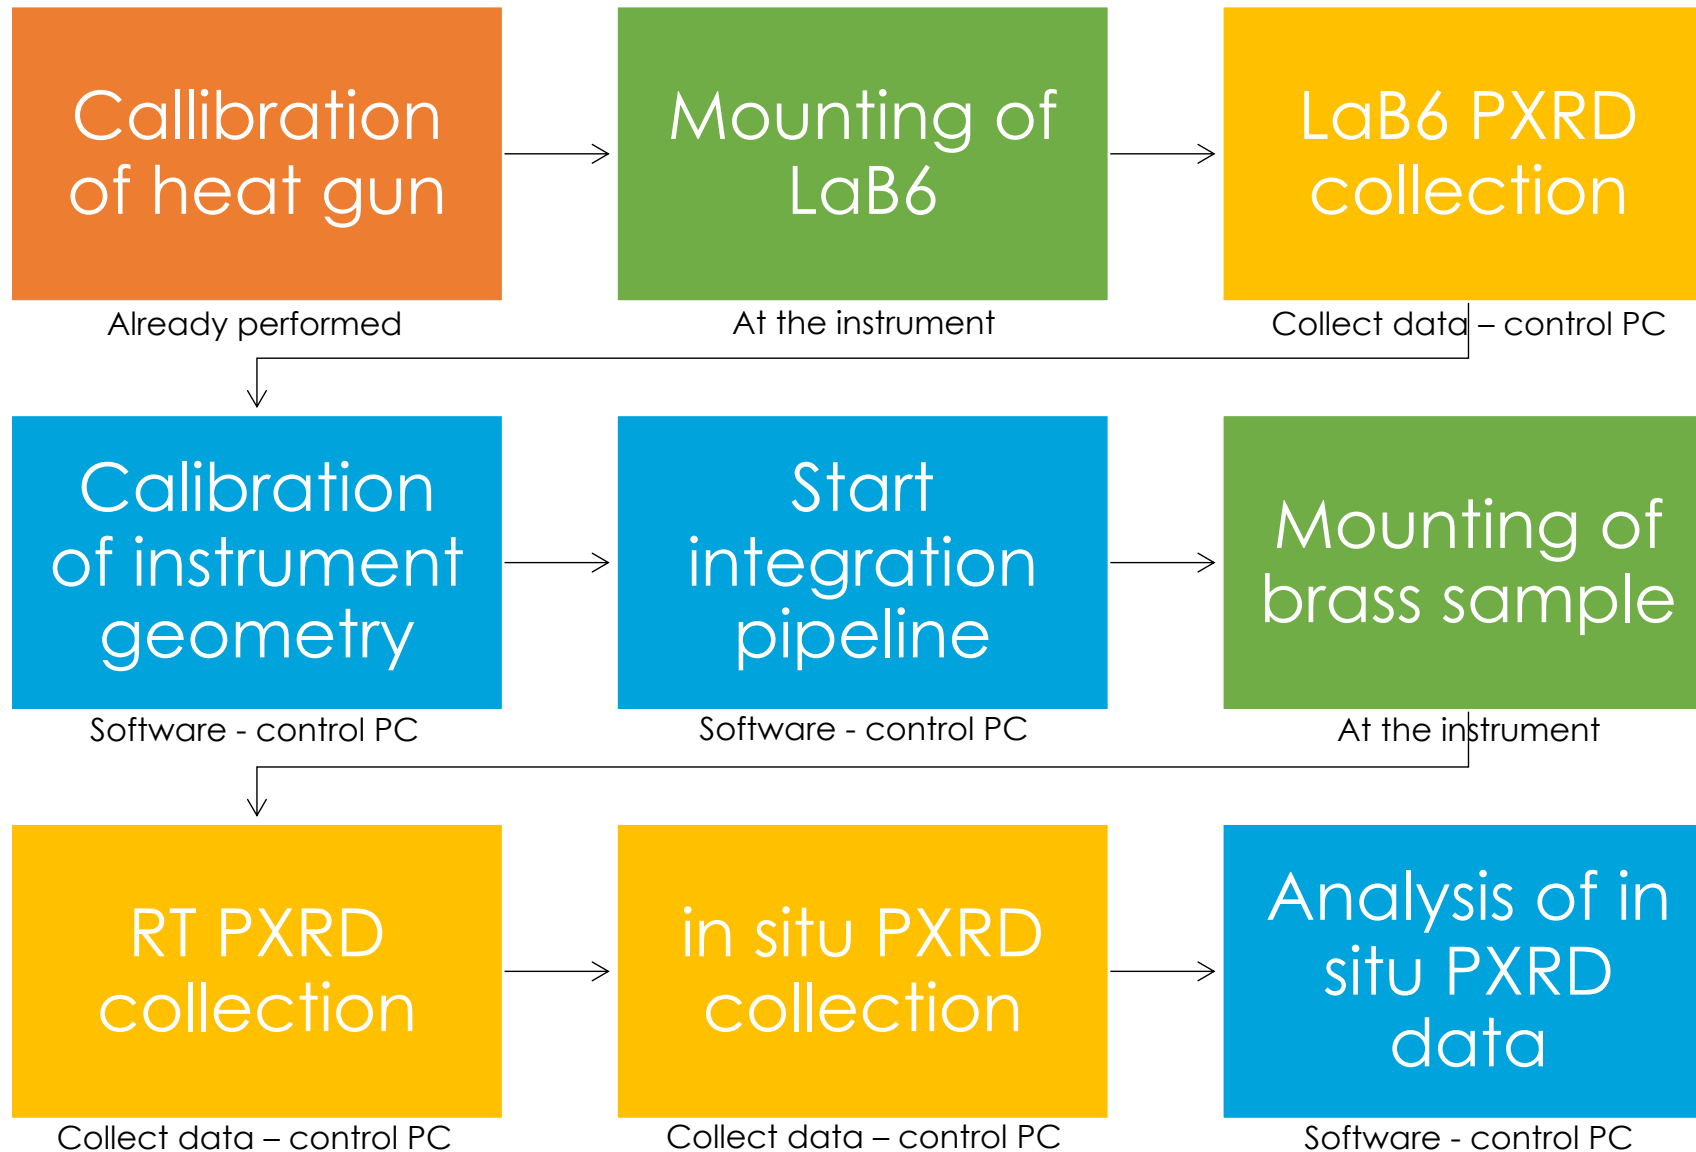 Callibration
of heat gun
Already performed
Mounting of
LaB6
At the instrument
LaB6 PXRD
collection
Collect data – control PC
Calibration
of instrument
geometry
Software - control PC
Start
integration
pipeline
Software - control PC
Mounting of
brass sample
At the instrument
RT PXRD
collection
Collect data – control PC
in situ PXRD
collection
Collect data – control PC
Analysis of in
situ PXRD
data
Software - control PC